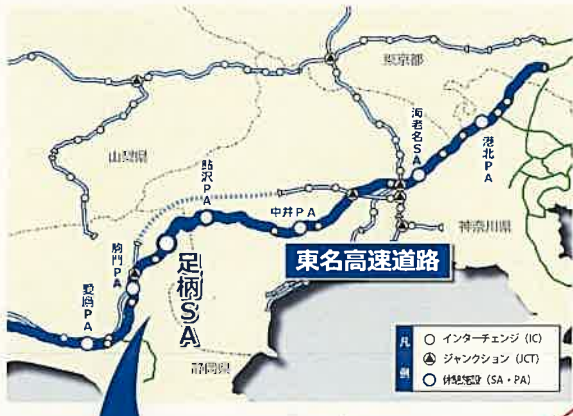 東京都
山梨県
海老名SA
港北PA
鮎沢PA
中井PA
神奈川県
東名高速道路
駒門PA
足柄SA
愛鷹PA
静岡県
凡例
インターチェンジ (IC)
ジャンクション (JCT)
休憩施設 (SA・PA)